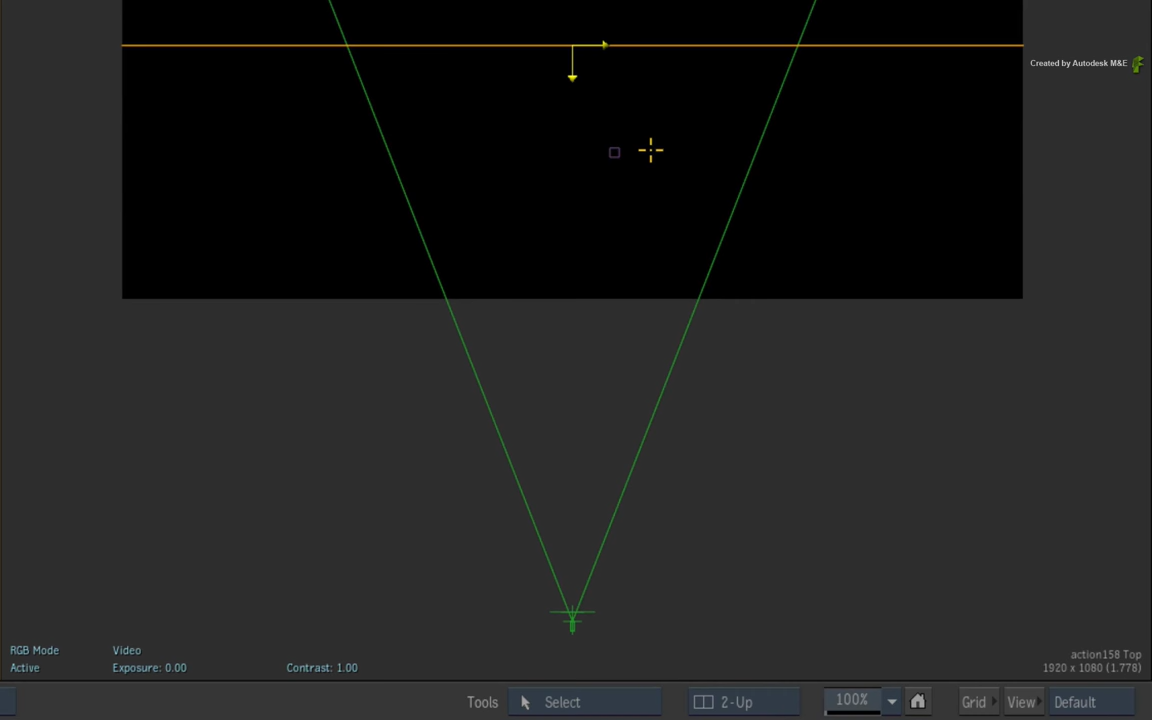 Created by Autodesk M&E
RGB Mode Video
Active Exposure: 0.00 Contrast: 1.00
action158 Top
1920 x 1080 (1.778)
Tools Select 2-Up 100% Grid View Default